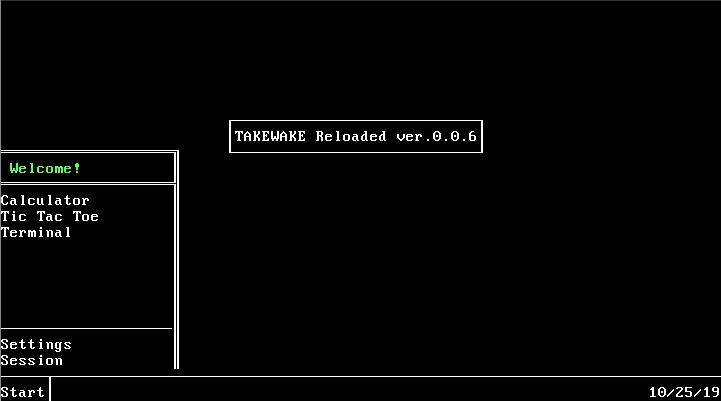 TAKEWAKE Reloaded ver.0.0.6
Welcome!
Calculator
Tic Tac Toe
Terminal
Settings
Session
Start
10/25/19